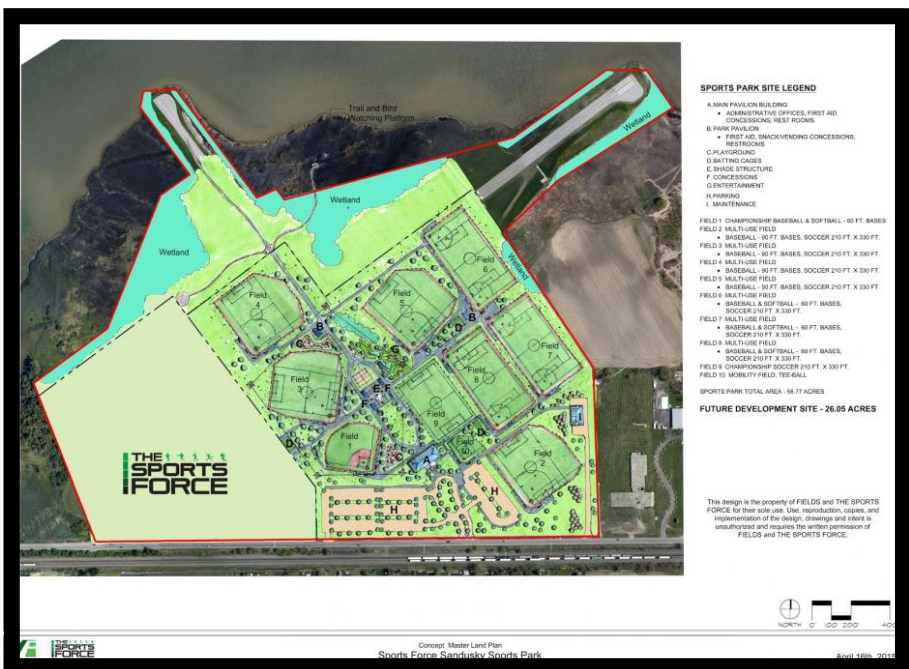 Trail and Bird
Watching Platform
Wetland
Wetland
Wetland
Wetland
Field
6
Field
4
Field
5
B
B
D
C
G
Field
7
Field
8
Field
3
E.F
Field
9
D
Field
1
D
Field
10
C
A
Field
2
H
H
THE
SPORTS
FORCE
SPORTS PARK SITE LEGEND
A.MAIN PAVILION BUILDING
• ADMINISTRATIVE OFFICES, FIRST AID,
CONCESSIONS, REST ROOMS
B. PARK PAVILION
• FIRST AID, SNACK/VENDING CONCESSIONS,
RESTROOMS
C.PLAYGROUND
D.BATTING CAGES
E. SHADE STRUCTURE
F. CONCESSIONS
G.ENTERTAINMENT
H. PARKING
I. MAINTENANCE
FIELD 1 CHAMPIONSHIP BASEBALL & SOFTBALL - 60 FT. BASES
FIELD 2 MULTI-USE FIELD
• BASEBALL - 90 FT. BASES, SOCCER 210 FT. X 330 FT.
FIELD 3 MULTI-USE FIELD
• BASEBALL - 90 FT. BASES, SOCCER 210 FT. X 330 FT.
FIELD 4 MULTI-USE FIELD
• BASEBALL - 90 FT. BASES, SOCCER 210 FT. X 330 FT.
FIELD 5 MULTI-USE FIELD
• BASEBALL - 90 FT. BASES, SOCCER 210 FT. X 330 FT.
FIELD 6 MULTI-USE FIELD
• BASEBALL & SOFTBALL - 60 FT. BASES,
SOCCER 210 FT. X 330 FT.
FIELD 7 MULTI-USE FIELD
• BASEBALL & SOFTBALL - 60 FT. BASES,
SOCCER 210 FT. X 330 FT.
FIELD 8 MULTI-USE FIELD
• BASEBALL & SOFTBALL - 60 FT. BASES,
SOCCER 210 FT. X 330 FT.
FIELD 9 CHAMPIONSHIP SOCCER 210 FT. X 330 FT.
FIELD 10 MOBILITY FIELD, TEE-BALL
SPORTS PARK TOTAL AREA - 56.77 ACRES
FUTURE DEVELOPMENT SITE - 26.05 ACRES
This design is the property of FIELDS and THE SPORTS
FORCE for their sole use. Use, reproduction, copies, and
implementation of the design, drawings and intent is
unauthorized and requires the written permission of
FIELDS and THE SPORTS FORCE.
NORTH 0' 100' 200' 400'
THE
SPORTS
FORCE
Concept Master Land Plan
Sports Force Sandusky Sports Park
April 16th, 2015